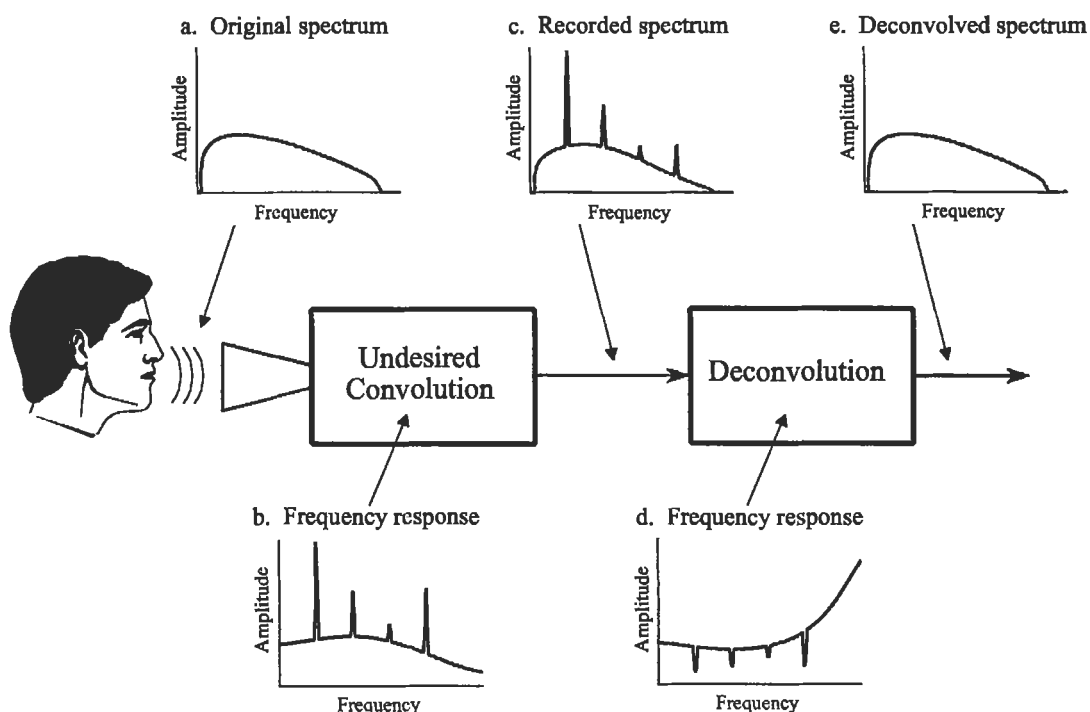 a. Original spectrum
c. Recorded spectrum
e. Deconvolved spectrum
Amplitude
Frequency
Amplitude
Frequency
Amplitude
Frequency
Undesired
Convolution
Deconvolution
b. Frequency response
d. Frequency response
Amplitude
Frequency
Amplitude
Frequency